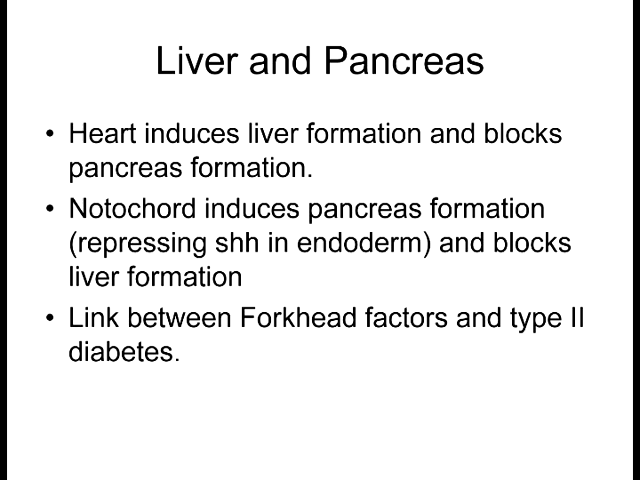 Liver and Pancreas
• Heart induces liver formation and blocks
pancreas formation.
• Notochord induces pancreas formation
(repressing shh in endoderm) and blocks
liver formation
• Link between Forkhead factors and type II
diabetes.